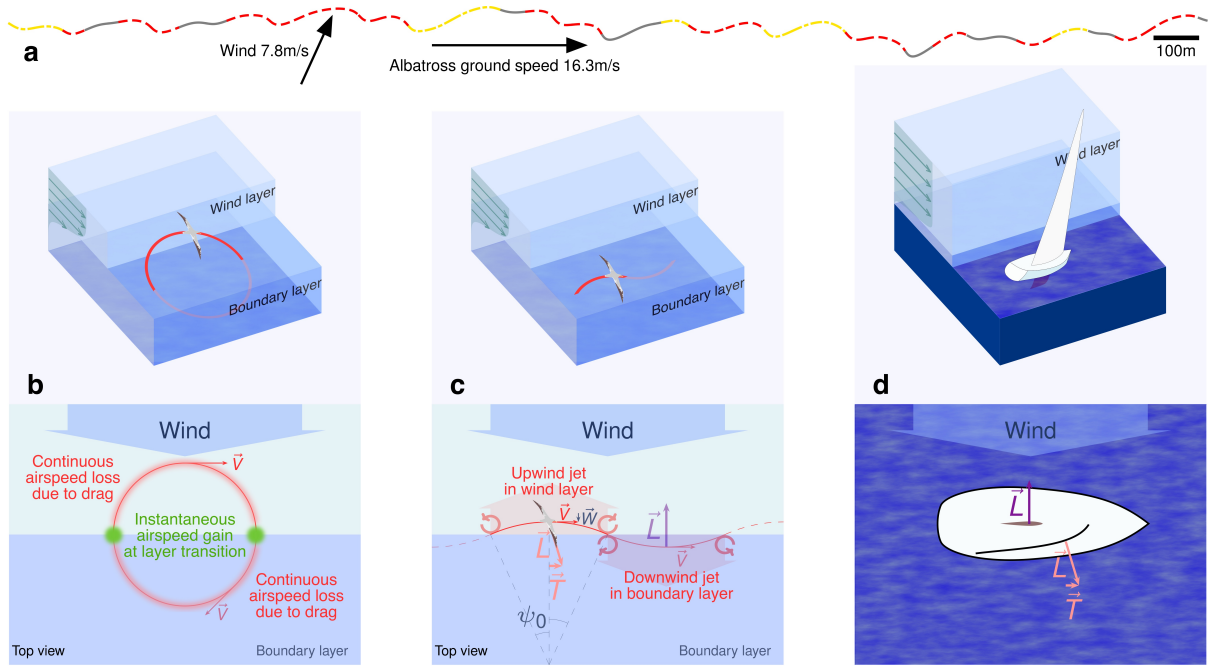 a
Wind 7.8m/s
Albatross ground speed 16.3m/s
100m
Wind layer
Boundary layer
b
Wind layer
Boundary layer
c
Wind layer
d
Wind
Continuous
airspeed loss
due to drag
V
Instantaneous
airspeed gain
at layer transition
Continuous
airspeed loss
due to drag
V
Top view
Boundary layer
Wind
Upwind jet
in wind layer
V
W
L
L
T
V
Downwind jet
in boundary layer
ψ0
Top view
Boundary layer
Wind
L
L
T